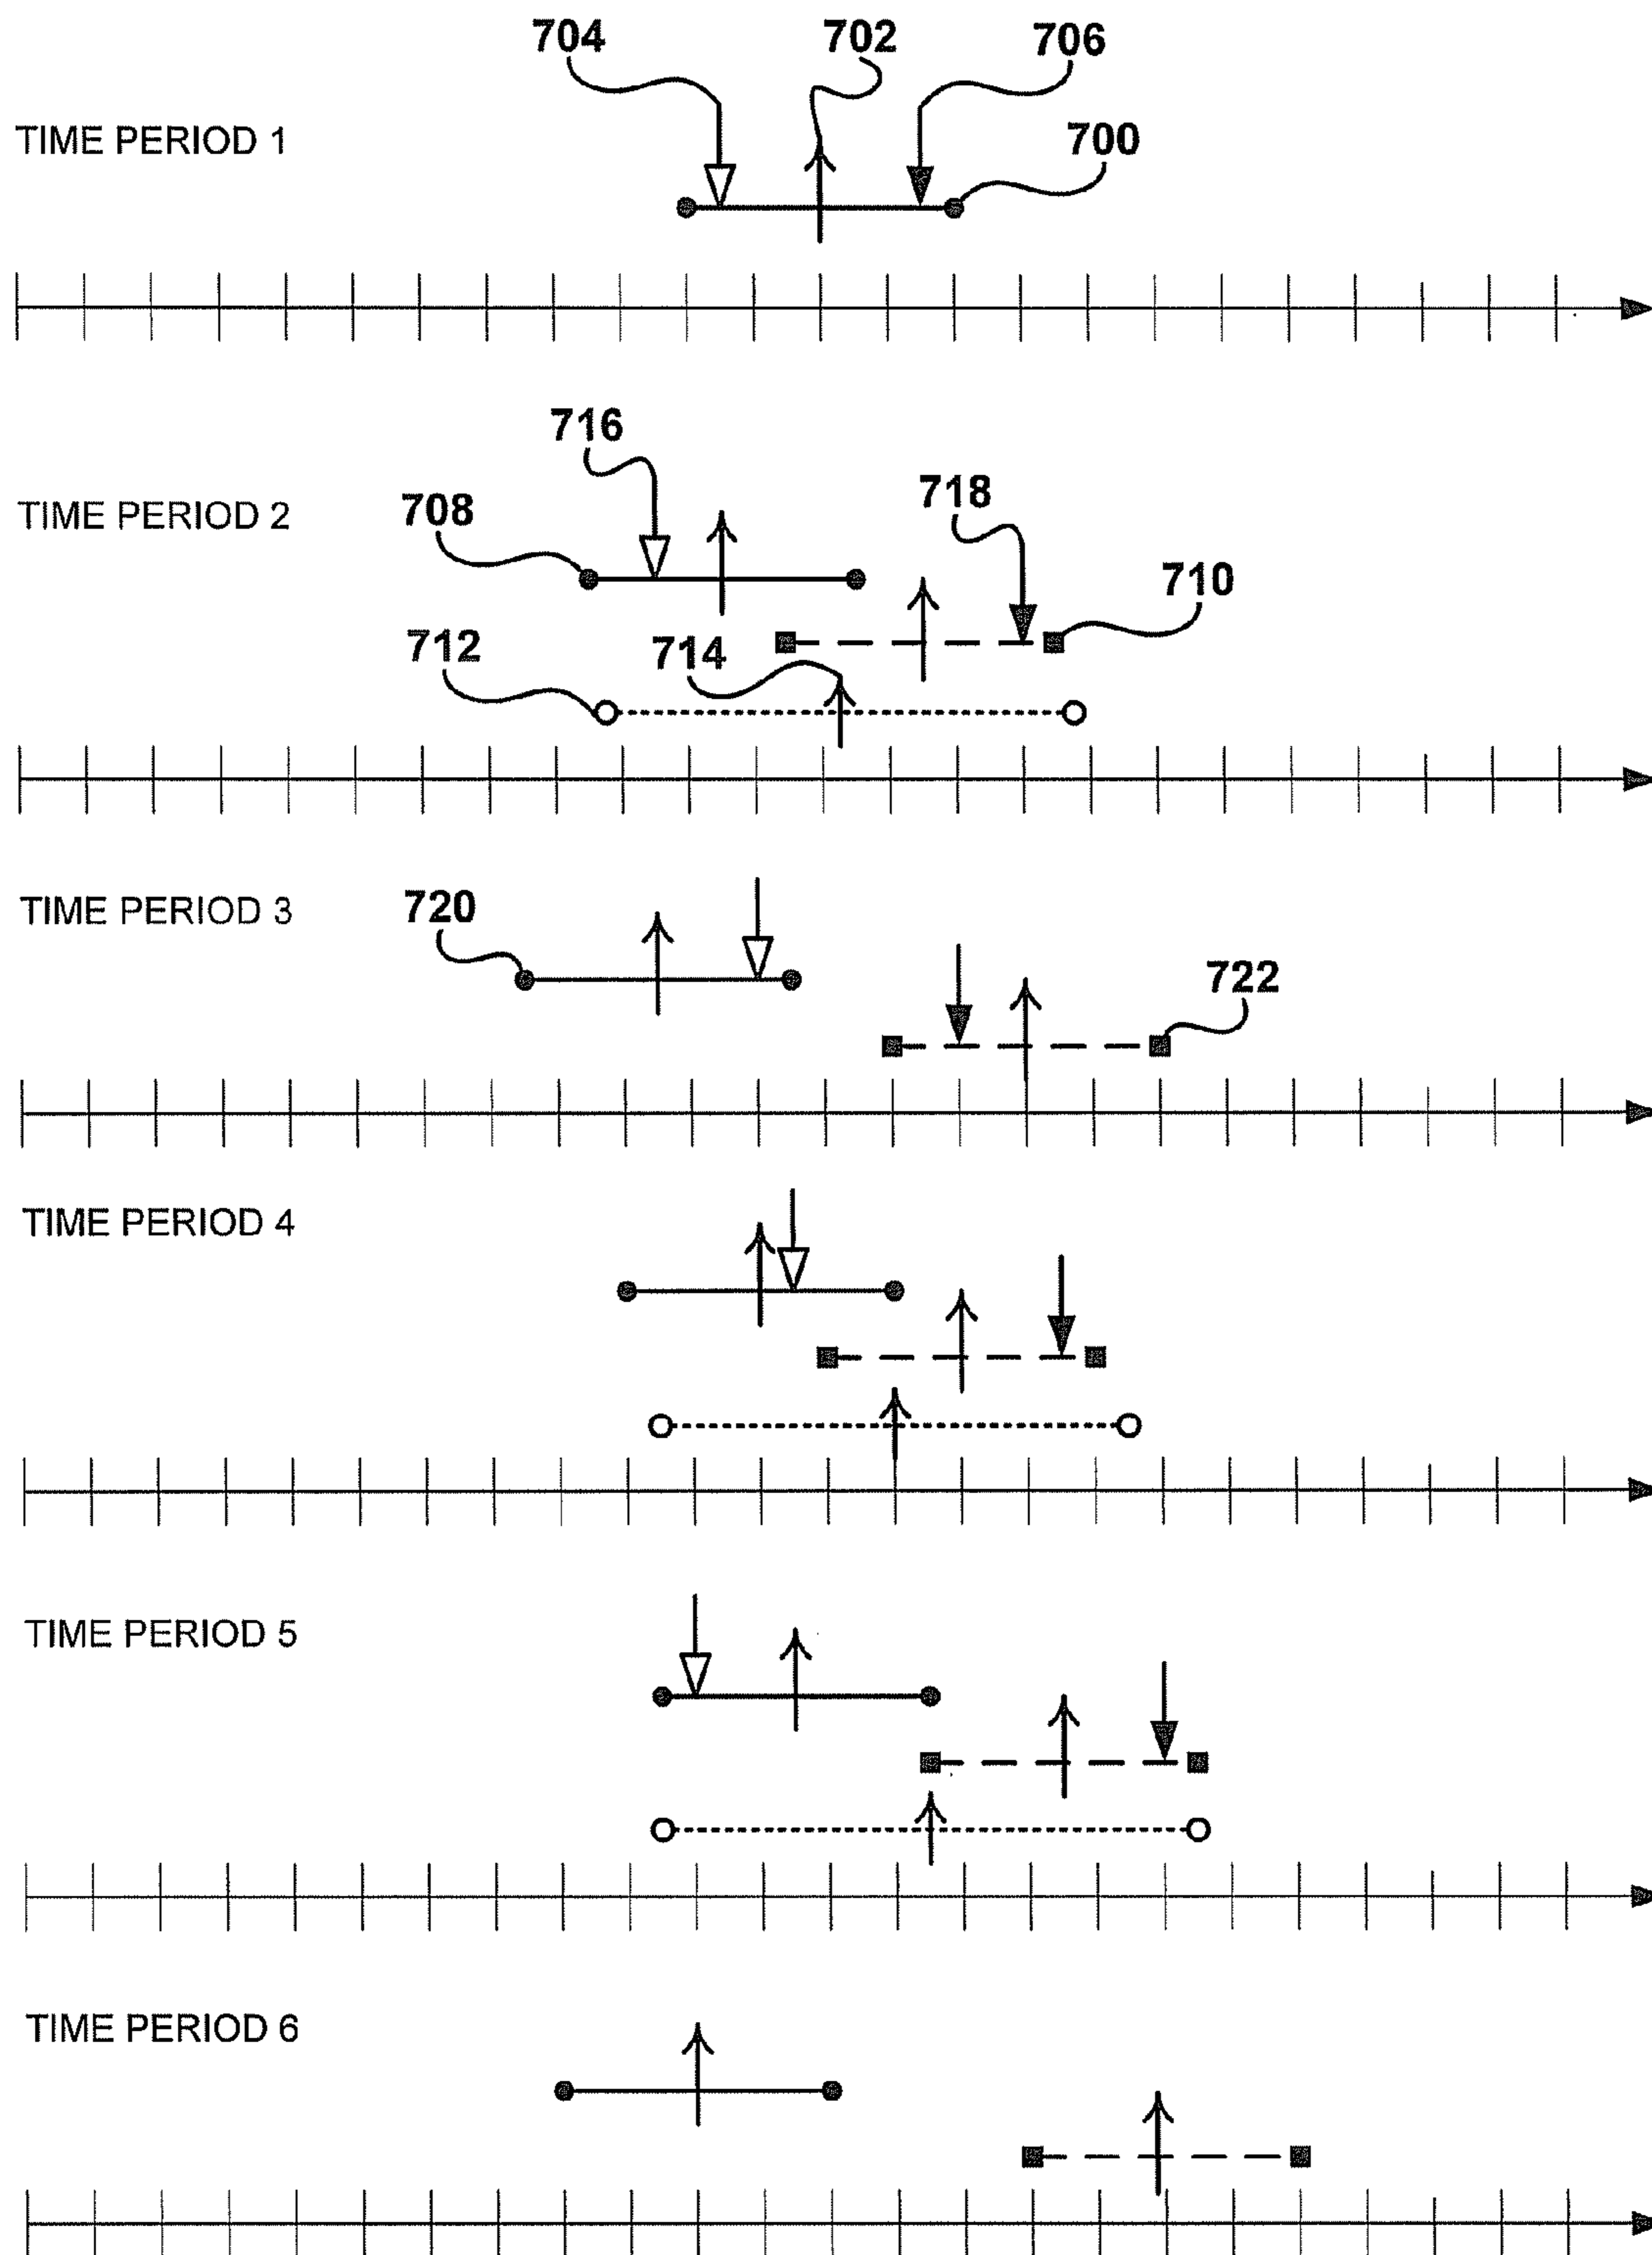 704 702 706
TIME PERIOD 1 700
716
TIME PERIOD 2 708 718
710
712 714
TIME PERIOD 3 720
722
TIME PERIOD 4
TIME PERIOD 5
TIME PERIOD 6